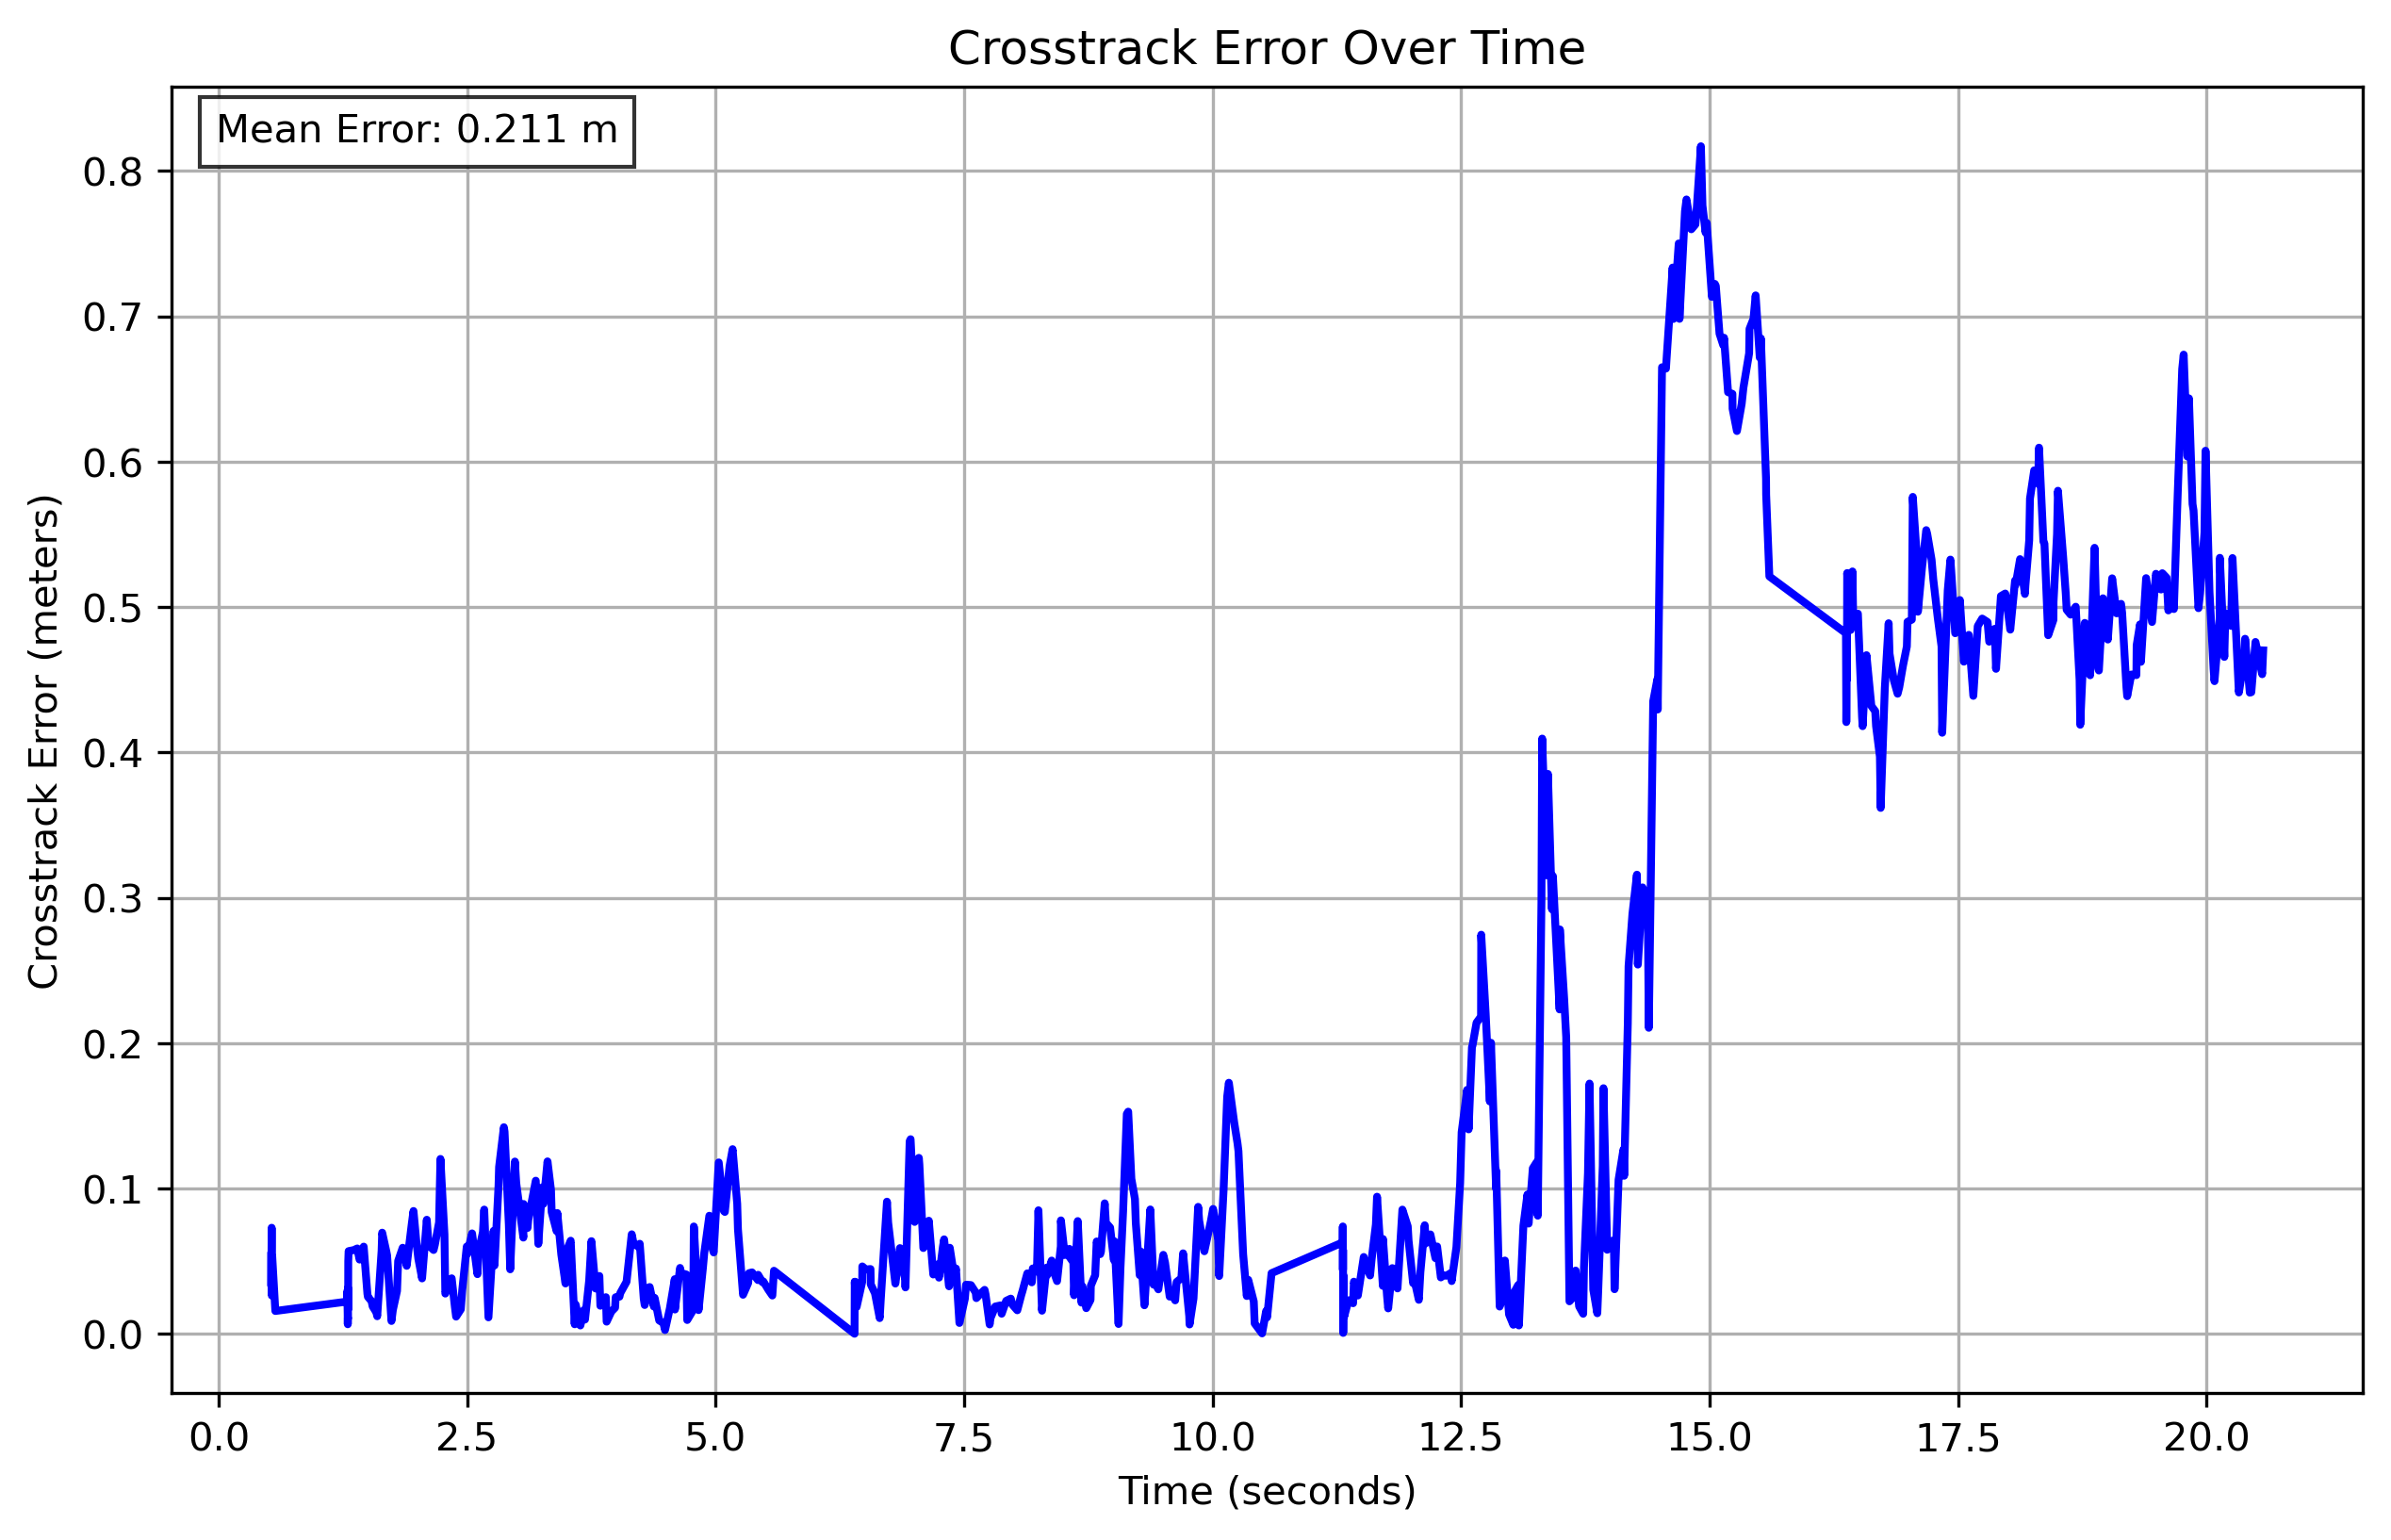 Crosstrack Error Over Time
Mean Error: 0.211 m
0.8
0.7
0.6
0.5
0.4
0.3
0.2
0.1
0.0
Crosstrack Error (meters)
0.0 2.5 5.0 7.5 10.0 12.5 15.0 17.5 20.0
Time (seconds)